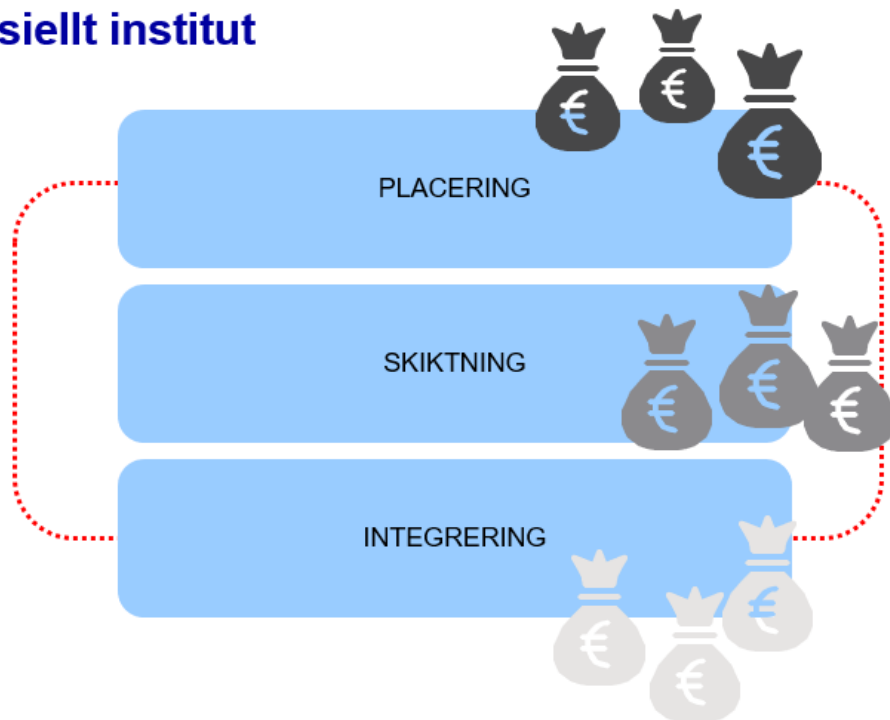 siellt institut
€
€
€
PLACERING
SKIKTNING
€
€
€
INTEGRERING
€
€
€